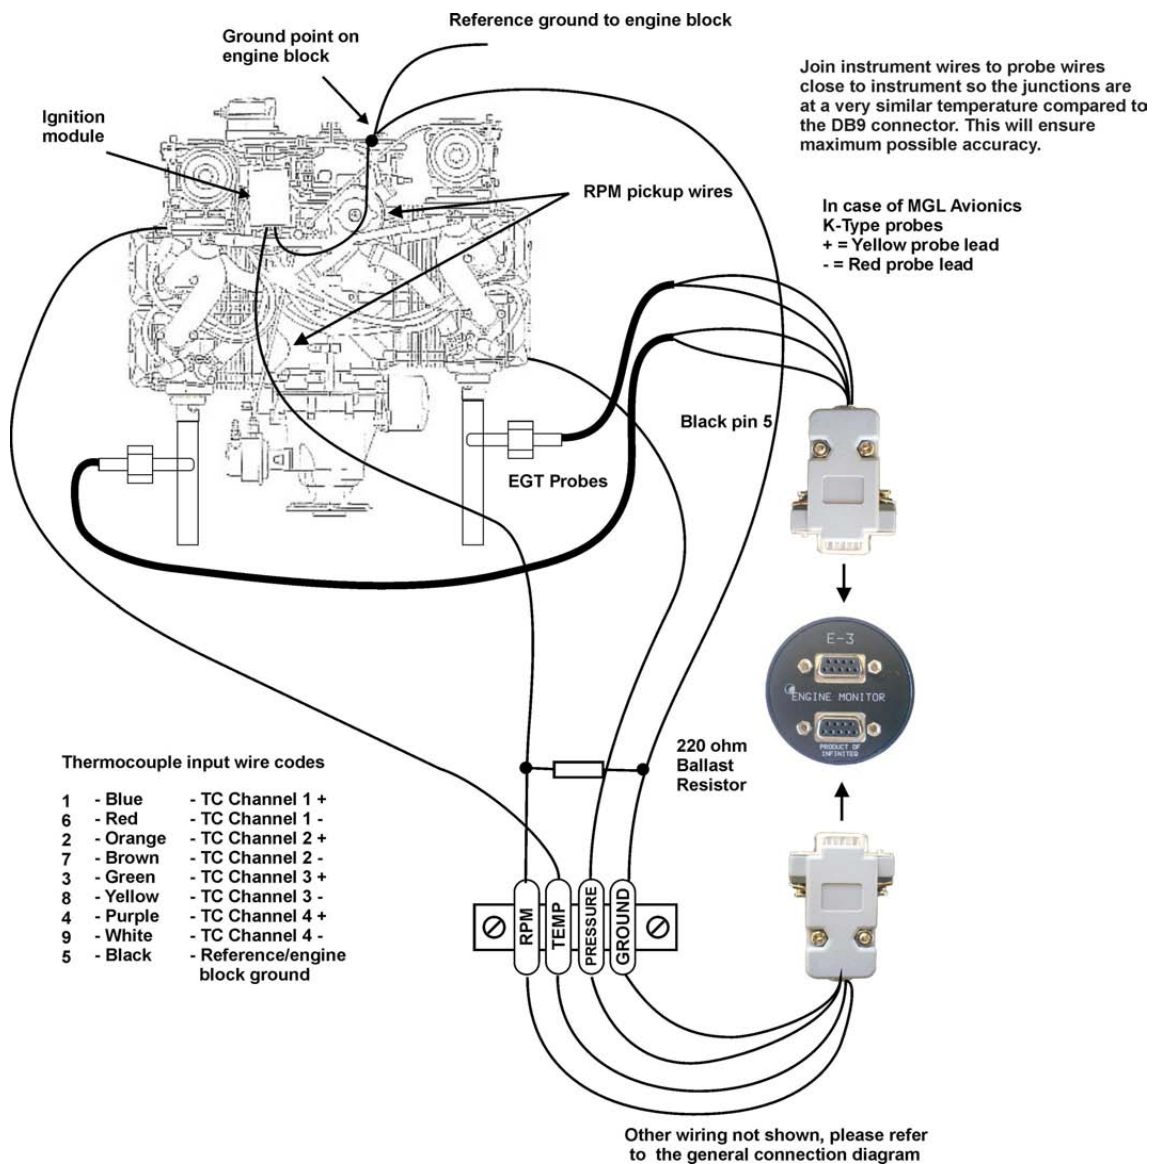 Reference ground to engine block
Ground point on
engine block
Join instrument wires to probe wires
close to instrument so the junctions are
at a very similar temperature compared to
the DB9 connector. This will ensure
maximum possible accuracy.
Ignition
module
RPM pickup wires
In case of MGL Avionics
K-Type probes
+ = Yellow probe lead
- = Red probe lead
Black pin 5
EGT Probes
E-3
ENGINE MONITOR
PRODUCT OF
INFINITEQ
220 ohm
Ballast
Resistor
Thermocouple input wire codes
1 - Blue - TC Channel 1 +
6 - Red - TC Channel 1 -
2 - Orange - TC Channel 2 +
7 - Brown - TC Channel 2 -
3 - Green - TC Channel 3 +
8 - Yellow - TC Channel 3 -
4 - Purple - TC Channel 4 +
9 - White - TC Channel 4 -
5 - Black - Reference/engine
block ground
RPM
TEMP
PRESSURE
GROUND
Other wiring not shown, please refer
to the general connection diagram